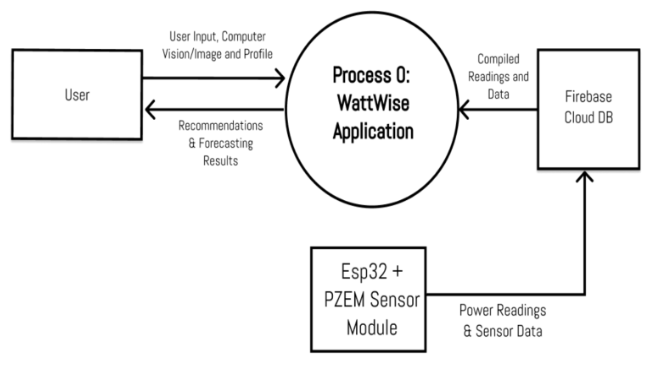 User Input, Computer
Vision/Image and Profile
User
Recommendations
& Forecasting
Results
Process 0:
WattWise
Application
Compiled
Readings and
Data
Firebase
Cloud DB
Esp32 +
PZEM Sensor
Module
Power Readings
& Sensor Data